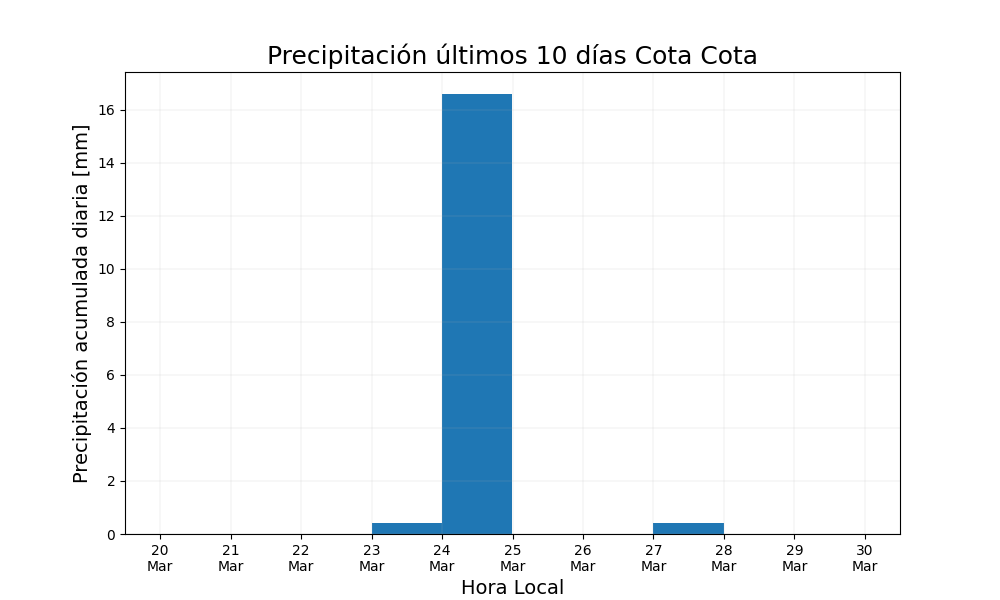 Precipitación últimos 10 días Cota Cota
Precipitación acumulada diaria [mm]
16
14
12
10
8
6
4
2
0
20 21 22 23 24 25 26 27 28 29 30
Mar Mar Mar Mar Mar Mar Mar Mar Mar Mar Mar
Hora Local